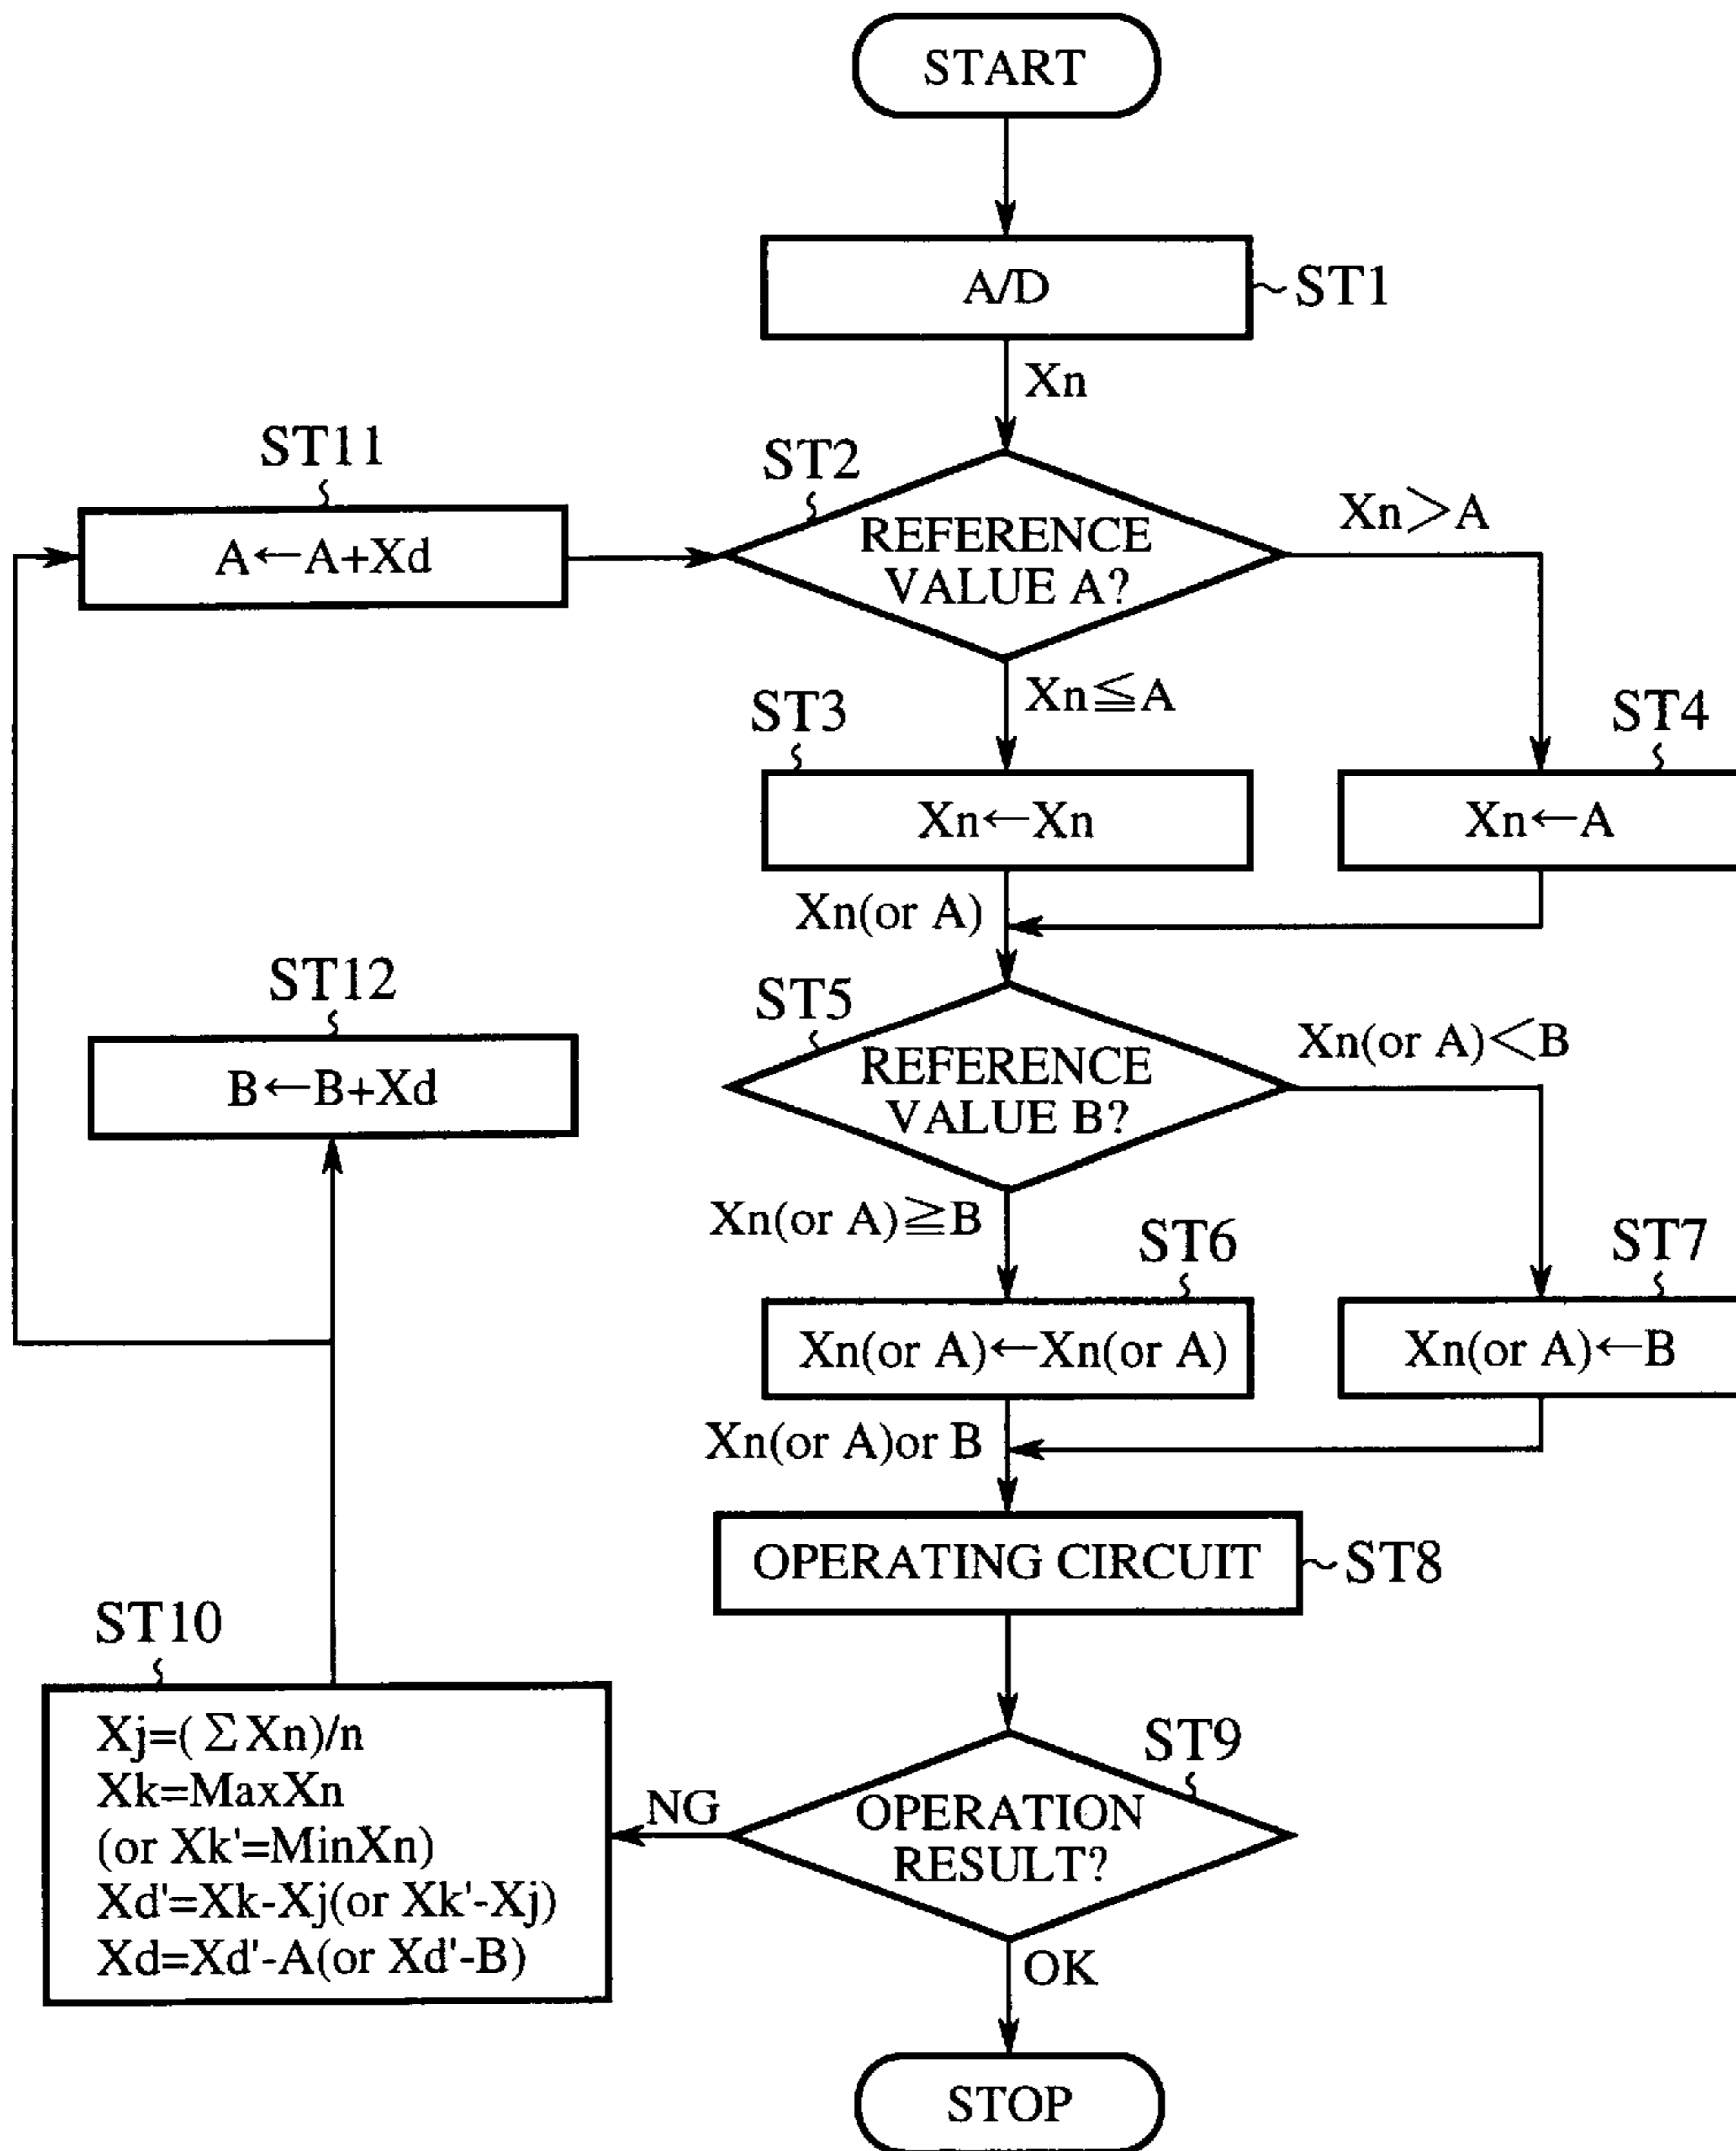 START
A/D
ST1
Xn
ST11
A←A+Xd
ST2
REFERENCE
VALUE A?
Xn>A
Xn≦A
ST3
Xn←Xn
ST4
Xn←A
Xn(or A)
ST12
B←B+Xd
ST5
REFERENCE
VALUE B?
Xn(or A)<B
Xn(or A)≧B
ST6
Xn(or A)←Xn(or A)
ST7
Xn(or A)←B
Xn(or A)or B
OPERATING CIRCUIT
ST8
ST10
Xj=(ΣXn)/n
Xk=MaxXn
(or Xk'=MinXn)
Xd'=Xk-Xj(or Xk'-Xj)
Xd=Xd'-A(or Xd'-B)
NG
ST9
OPERATION
RESULT?
OK
STOP